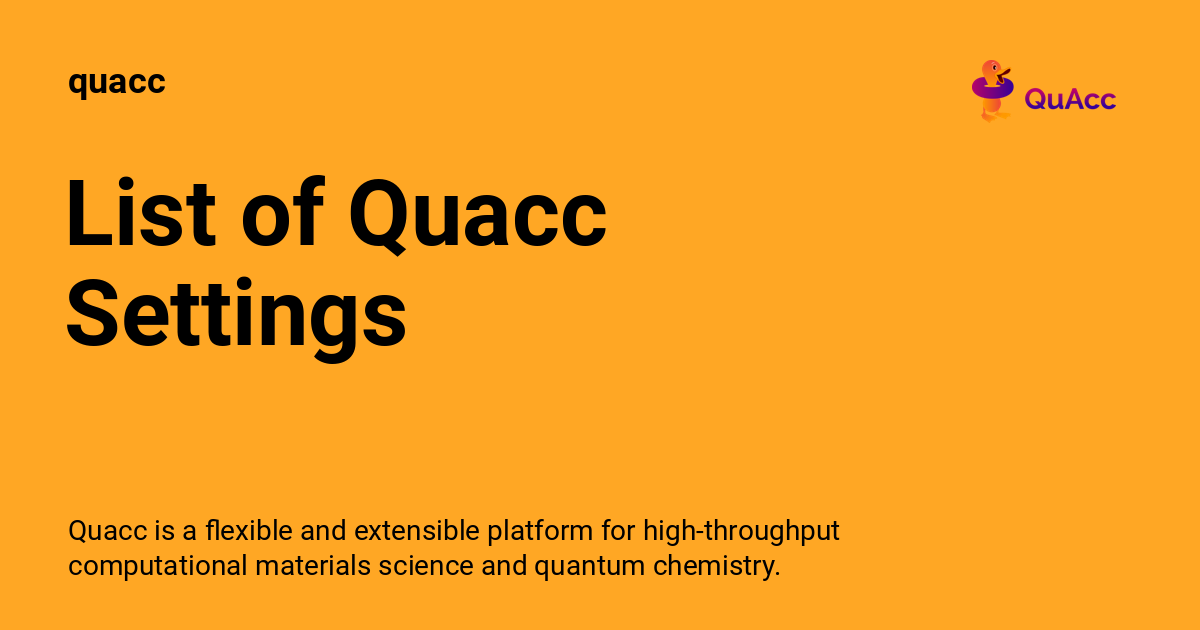 quacc
QuAcc
List of Quacc
Settings
Quacc is a flexible and extensible platform for high-throughput
computational materials science and quantum chemistry.